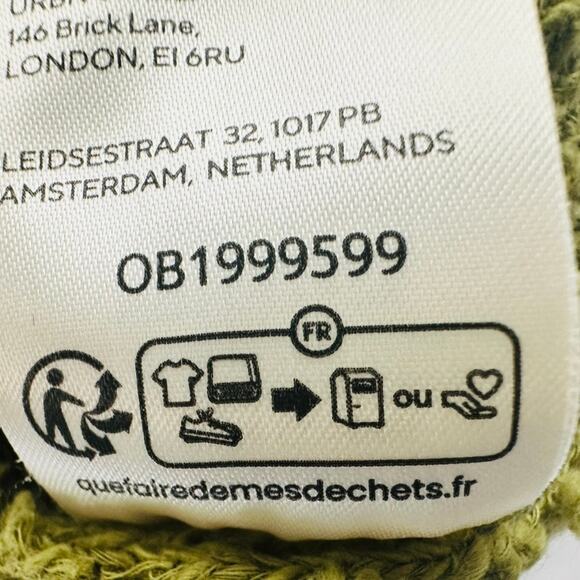 146 Brick Lane,
LONDON, E1 6RU
LEIDSESTRAAT 32, 1017 PB
AMSTERDAM, NETHERLANDS
OB1999599
FR
ou
quefairedemesdechets.fr